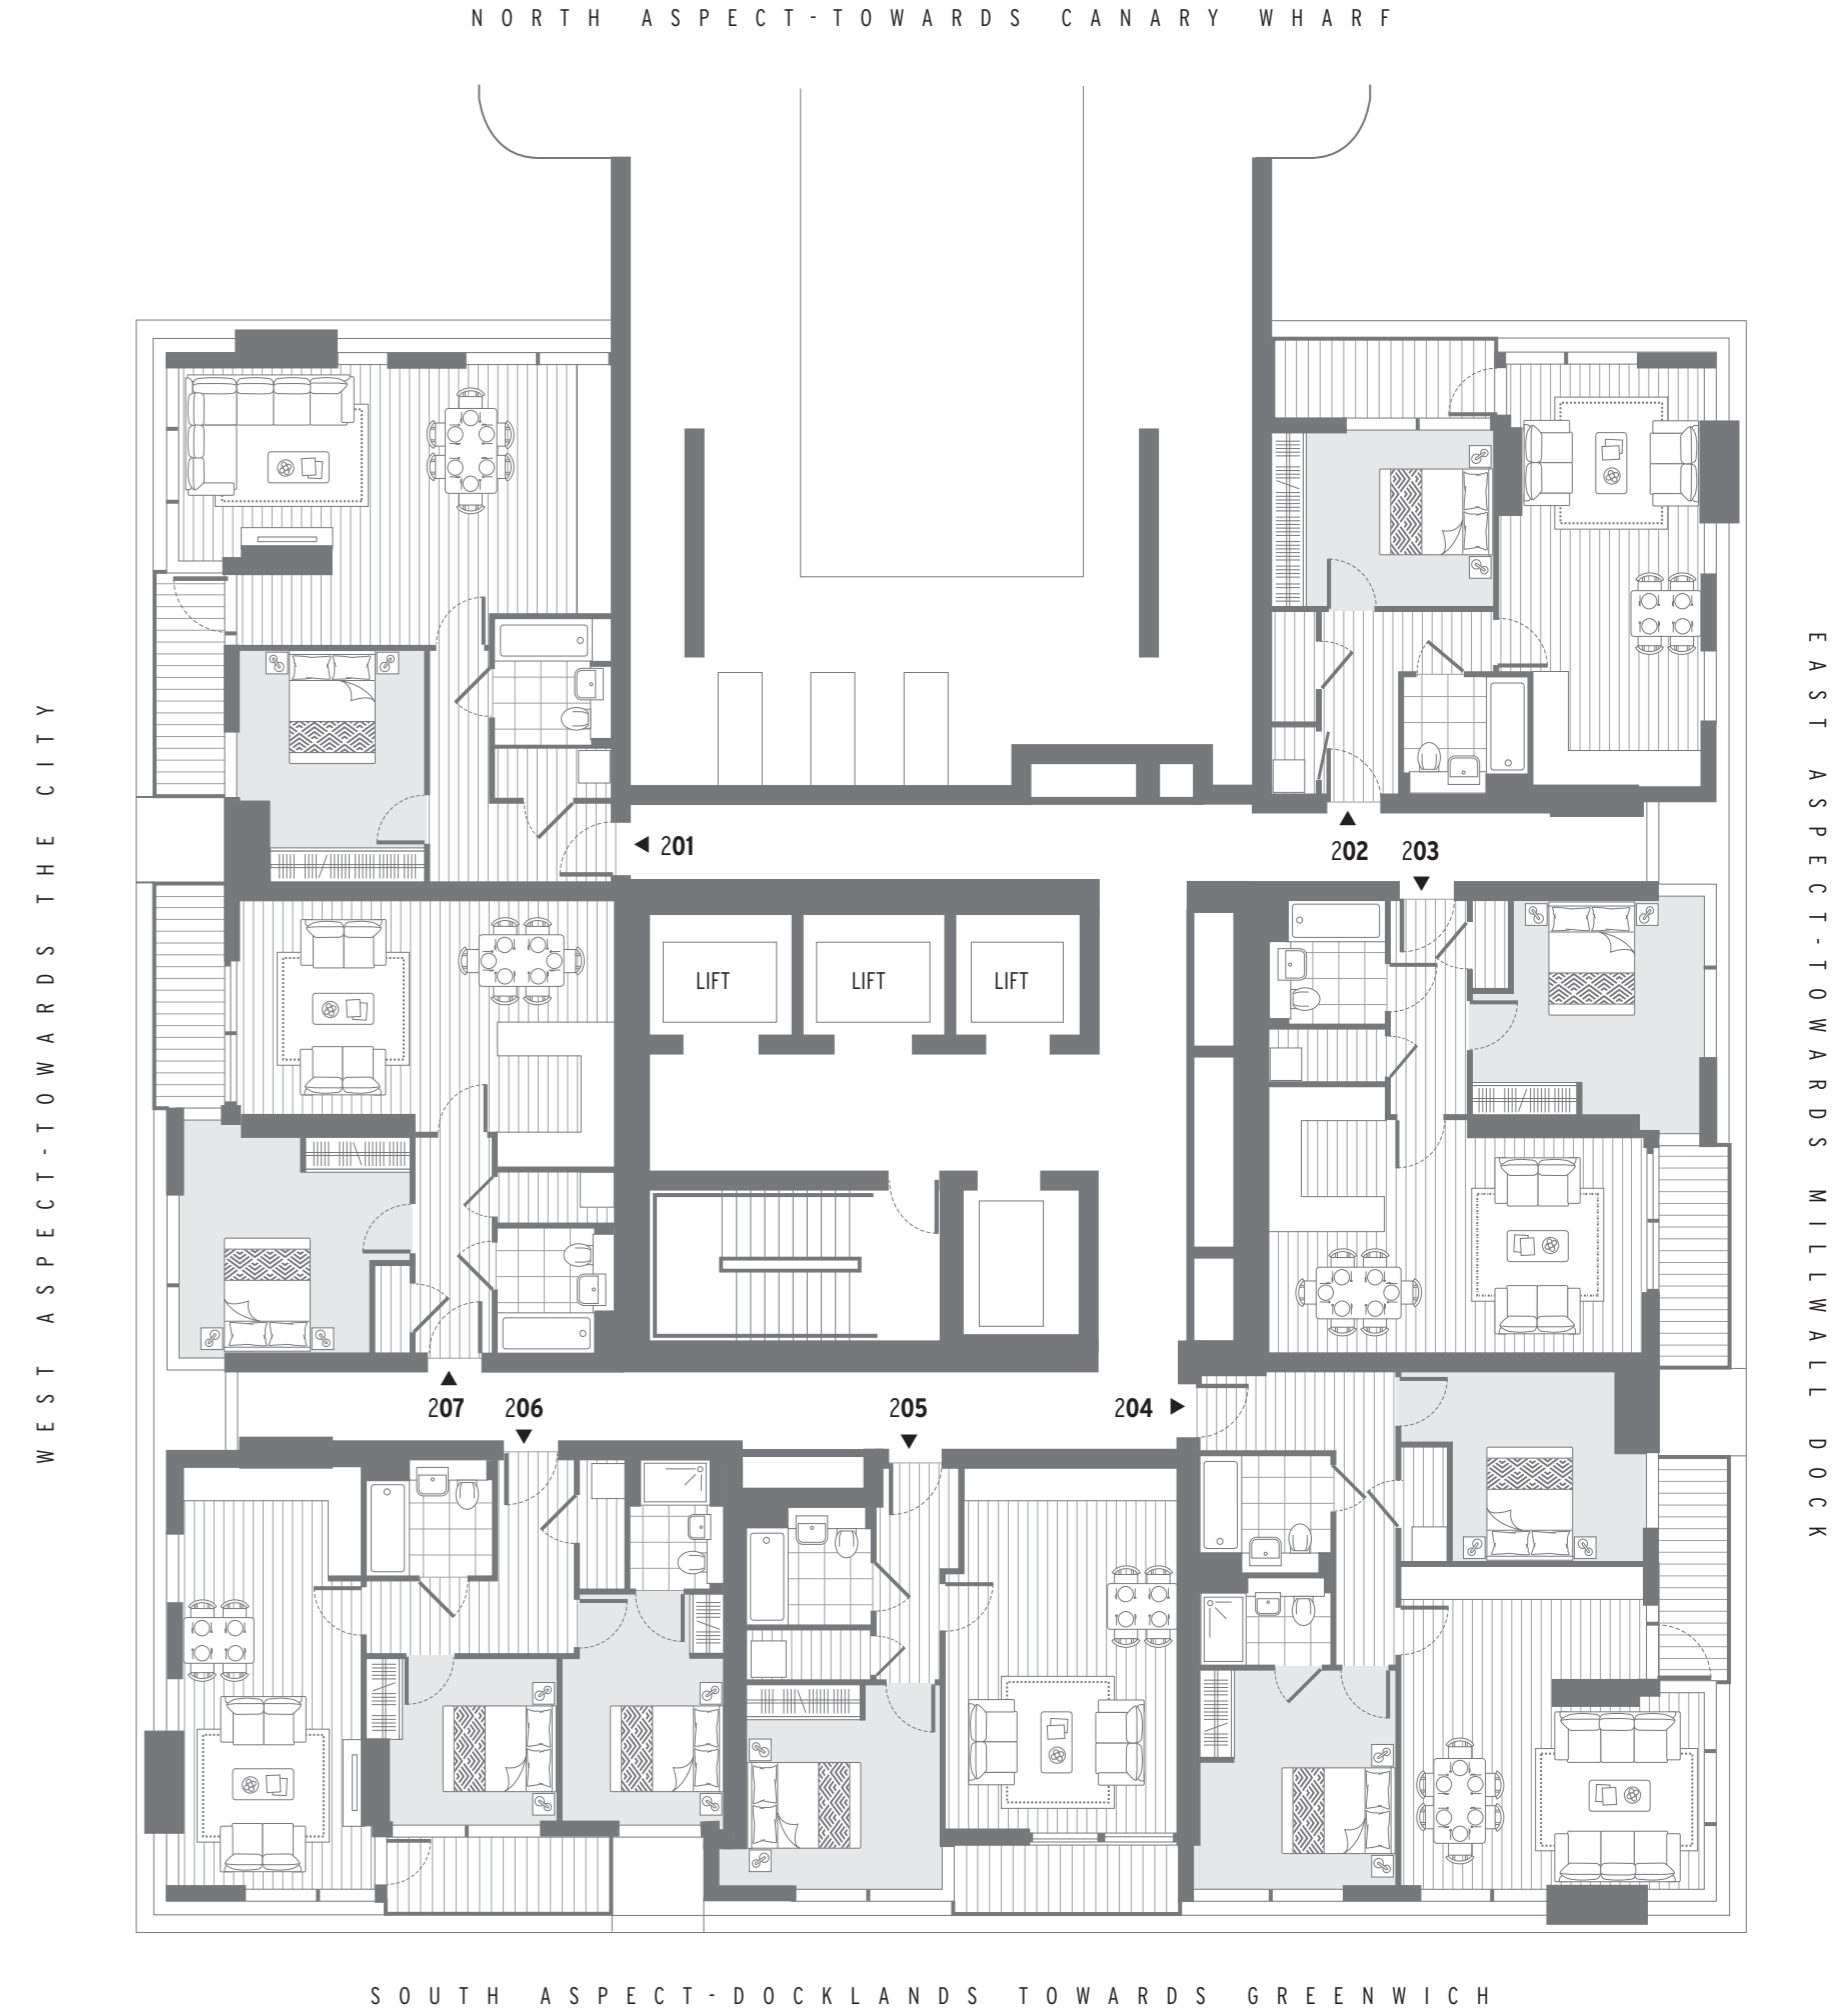 NORTH ASPECT-TOWARDS CANARY WHARF
WEST ASPECT-TOWARDS THE CITY
EAST ASPECT-TOWARDS MILLWALL DOCK
201
202 203
LIFT LIFT LIFT
207 206 205 204
SOUTH ASPECT-DOCKLANDS TOWARDS GREENWICH